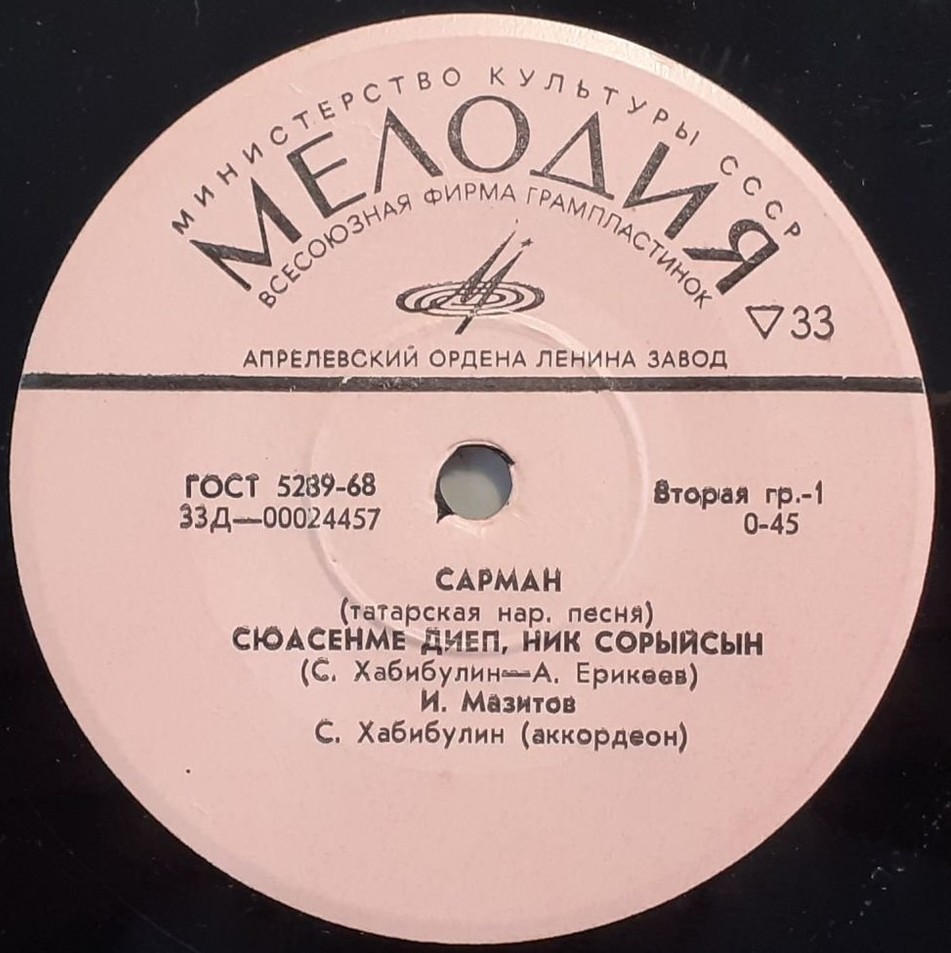 МИНИСТЕРСТВО КУЛЬТУРЫ СССР
МЕЛОДИЯ
ВСЕСОЮЗНАЯ ФИРМА ГРАМПЛАСТИНОК
▽33
АПРЕЛЕВСКИЙ ОРДЕНА ЛЕНИНА ЗАВОД
ГОСТ 5289-68
33Д—00024457
Вторая гр.-1
0-45
САРМАН
(татарская нар. песня)
СЮАСЕНМЕ ДИЕП, НИК СОРЫЙСЫН
(С. Хабибулин—А. Ерикеев)
И. Мазитов
С. Хабибулин (аккордеон)